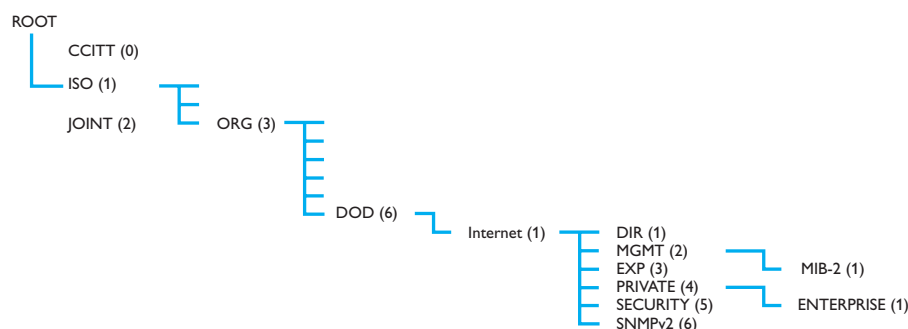 ROOT
CCITT (0)
ISO (1)
JOINT (2)
ORG (3)
DOD (6)
Internet (1)
DIR (1)
MGMT (2)
EXP (3)
MIB-2 (1)
PRIVATE (4)
SECURITY (5)
ENTERPRISE (1)
SNMPv2 (6)